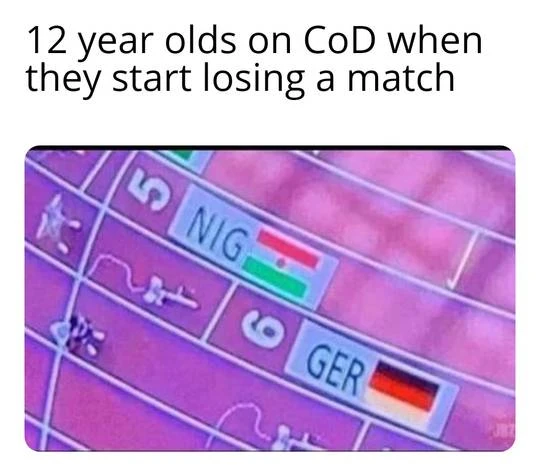 12 year olds on CoD when
they start losing a match
5
NIG
6
GER